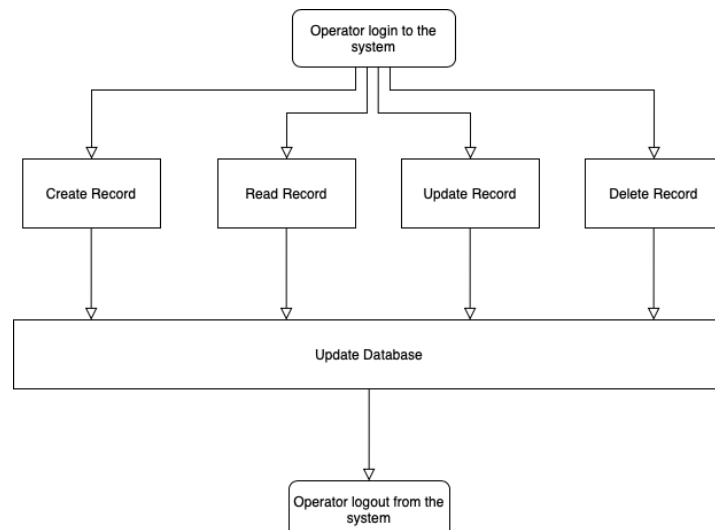 Operator login to the
system
Create Record
Read Record
Update Record
Delete Record
Update Database
Operator logout from the
system